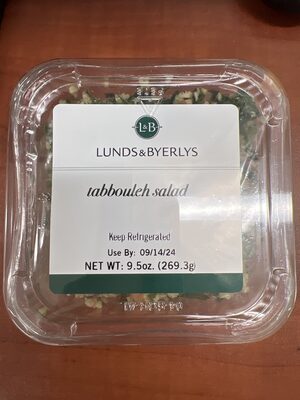 L&B
LUNDS & BYERLYS
tabbouleh salad
Keep Refrigerated
Use By: 09/14/24
NET WT: 9.5oz. (269.3g)